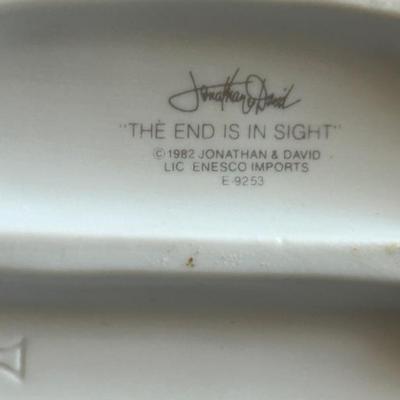 Jonathan & David
"THE END IS IN SIGHT"
© 1982 JONATHAN & DAVID
LIC ENESCO IMPORTS
E-9253